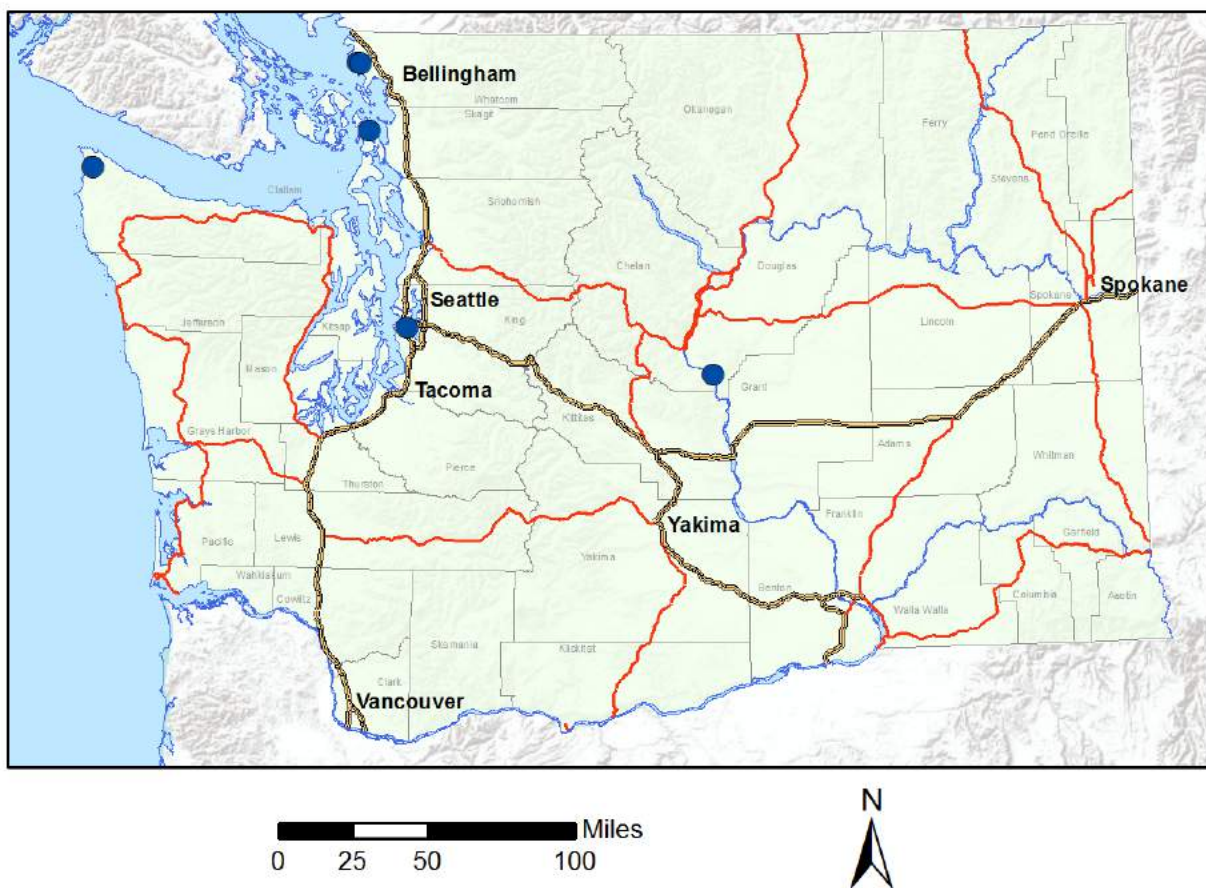 Bellingham
Whatcom
Skagit
Okanogan
Ferry
Pend Oreille
Stevens
Clallam
Snohomish
Chelan
Douglas
Seattle
Spokane
Spokane
King
Lincoln
Jefferson
Kitsap
Mason
Grant
Tacoma
Kittitas
Grays Harbor
Adams
Whitman
Pierce
Thurston
Franklin
Yakima
Garfield
Pacific
Lewis
Yakima
Wahkiakum
Benton
Cowlitz
Walla Walla
Columbia
Asotin
Skamania
Klickitat
Clark
Vancouver
N
Miles
0 25 50 100